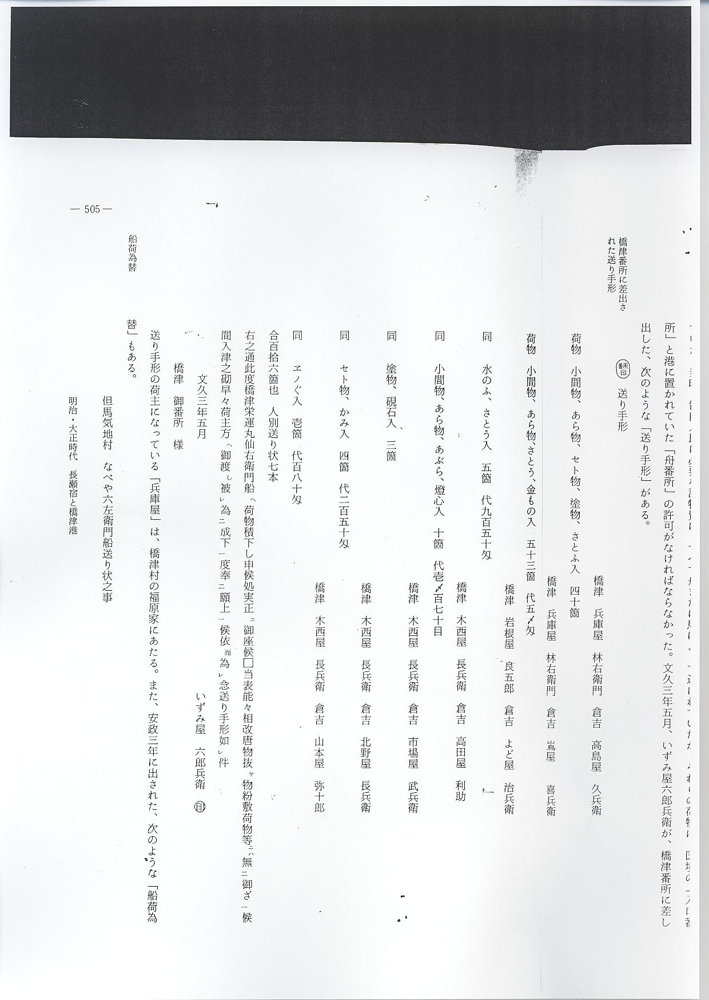 所」と港に置かれていた「舟番所」の許可がなければならなかった。文久三年五月、いずみ屋六郎兵衛が、橋津番所に差し
出した、次のような「送り手形」がある。
橋津番所に差出さ
れた送り手形
番所印 送り手形
橋津 兵庫屋 林右衛門 倉吉 高島屋 久兵衛
荷物 小間物、あら物、セト物、塗物、さとふ入 四十箇
橋津 兵庫屋 林右衛門 倉吉 嶌屋 喜兵衛
荷物 小間物、あら物、さとう、金もの入 五十三箇 代五〆匁
橋津 岩根屋 良五郎 倉吉 よど屋 治兵衛
同 水のふ、さとう入 五箇 代九百五十匁
橋津 木西屋 長兵衛 倉吉 高田屋 利助
同 小間物、あら物、あぶら、燈心入 十箇 代壱〆百七十目
橋津 木西屋 長兵衛 倉吉 市場屋 武兵衛
同 塗物、硯石入、三箇
橋津 木西屋 長兵衛 倉吉 北野屋 長兵衛
同 セト物、かみ入 四箇 代二百五十匁
橋津 木西屋 長兵衛 倉吉 山本屋 弥十郎
同 ヱノぐ入 壱箇 代百八十匁
合百拾六箇也 人別送り状七本
右之通此度橋津栄運丸仙右衛門船へ荷物積下し申候処実正ニ御座候□当表能々相改唐物抜ケ物紛敷荷物等ニハ無二御ざ一候
間入津之砌早々荷主方へ御渡し被レ為二成下一度奉二願上一候依而為レ念送り手形如レ件
文久三年五月 いずみ屋 六郎兵衛 ㊞
橋津 御番所 様
送り手形の荷主になっている「兵庫屋」は、橋津村の福原家にあたる。また、安政三年に出された、次のような「船荷為
替」もある。
船荷為替
但馬気地村 なべや六左衛門船送り状之事
明治・大正時代 長瀬宿と橋津港
― 505 ―